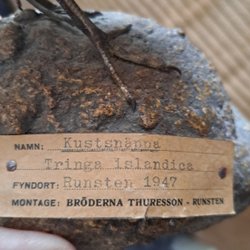 NAMN: Kustsnäppa
Tringa islandica
FYNDORT: Runsten 1947
MONTAGE: BRÖDERNA THURESSON - RUNSTEN